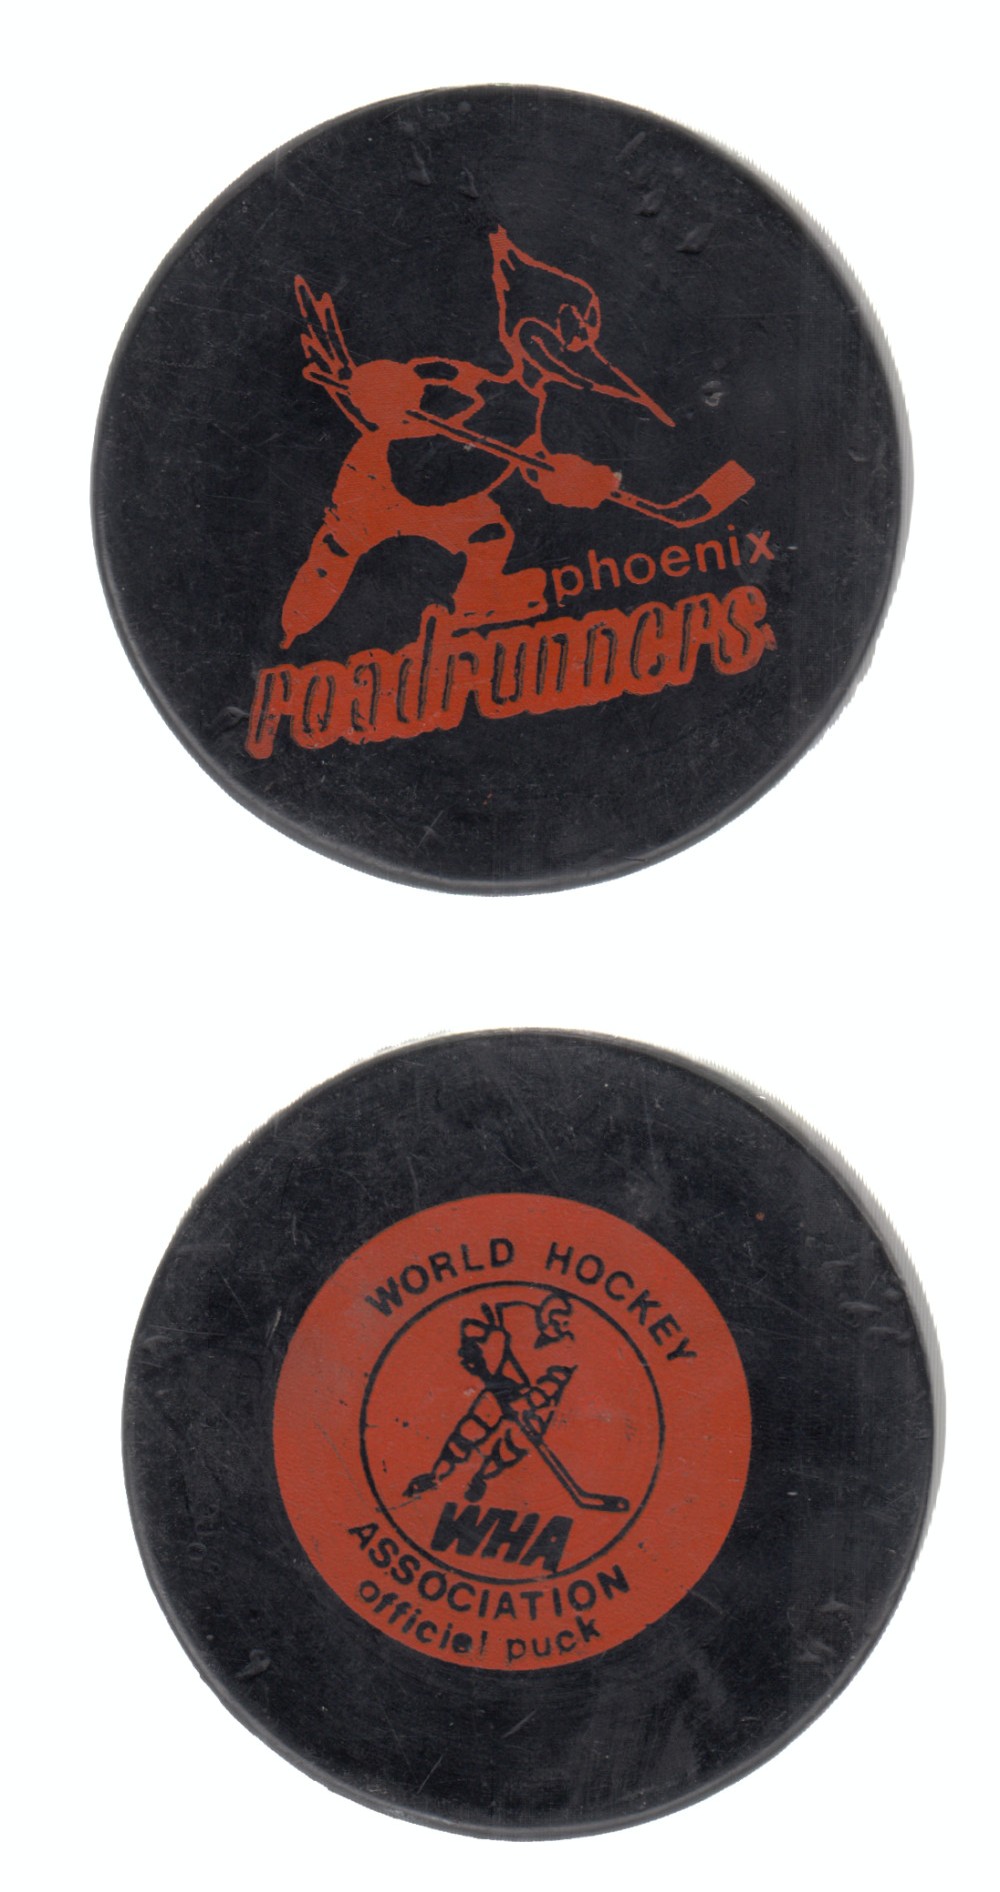 phoenix
roadrunners
WORLD HOCKEY
WHA
ASSOCIATION
official puck